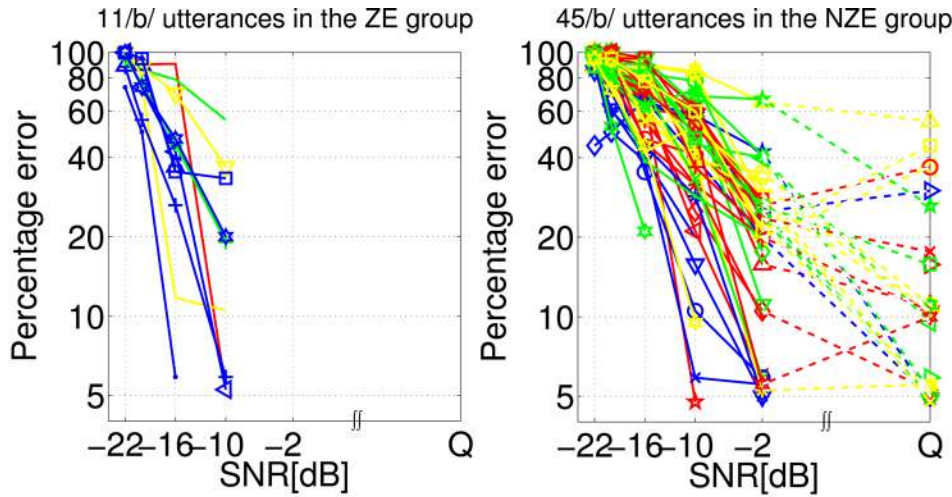 11/b/ utterances in the ZE group
Percentage error
100
80
60
40
20
10
5
−22 −16 −10 −2 ∫∫ Q
SNR[dB]
45/b/ utterances in the NZE group
Percentage error
100
80
60
40
20
10
5
−22 −16 −10 −2 ∫∫ Q
SNR[dB]